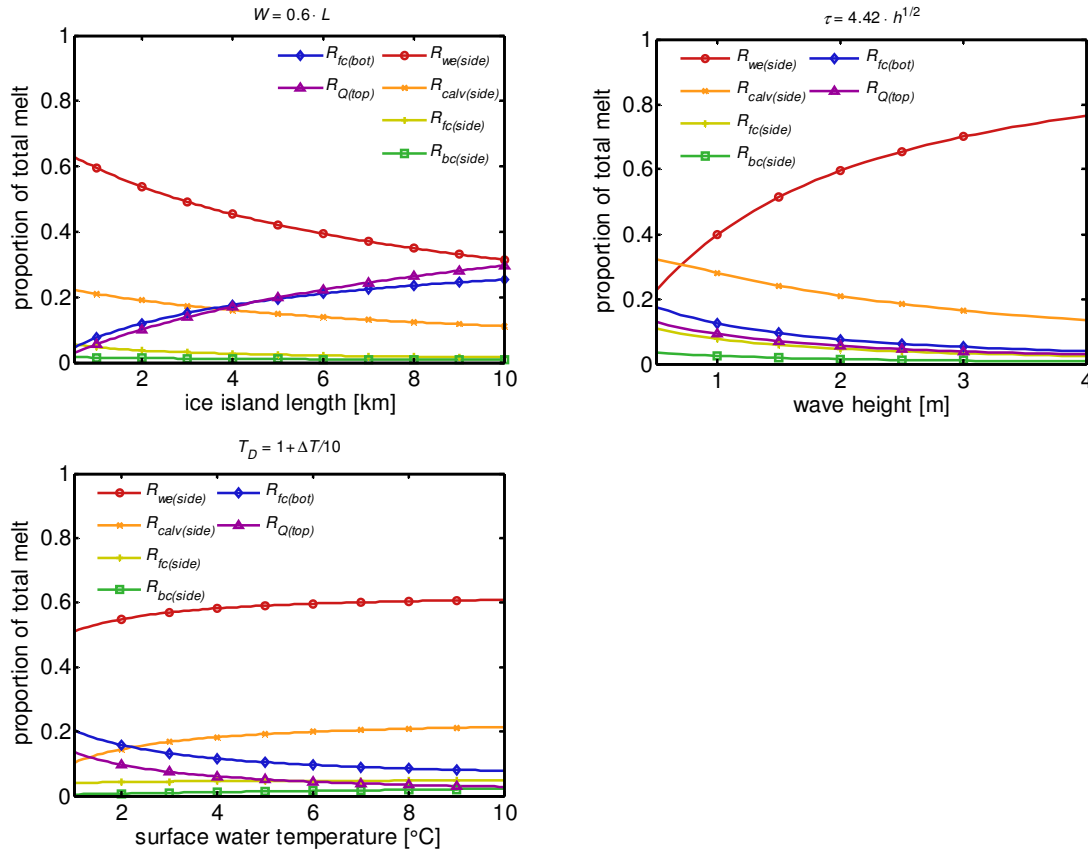 W = 0.6 · L
1
0.8
0.6
0.4
0.2
0
proportion of total melt
R_fc(bot)
R_we(side)
R_Q(top)
R_calv(side)
R_fc(side)
R_bc(side)
2
4
6
8
10
ice island length [km]
τ = 4.42 · h^1/2
1
0.8
0.6
0.4
0.2
0
proportion of total melt
R_we(side)
R_fc(bot)
R_calv(side)
R_Q(top)
R_fc(side)
R_bc(side)
1
2
3
4
wave height [m]
T_D = 1 + ΔT/10
1
0.8
0.6
0.4
0.2
0
proportion of total melt
R_we(side)
R_fc(bot)
R_calv(side)
R_Q(top)
R_fc(side)
R_bc(side)
2
4
6
8
10
surface water temperature [°C]